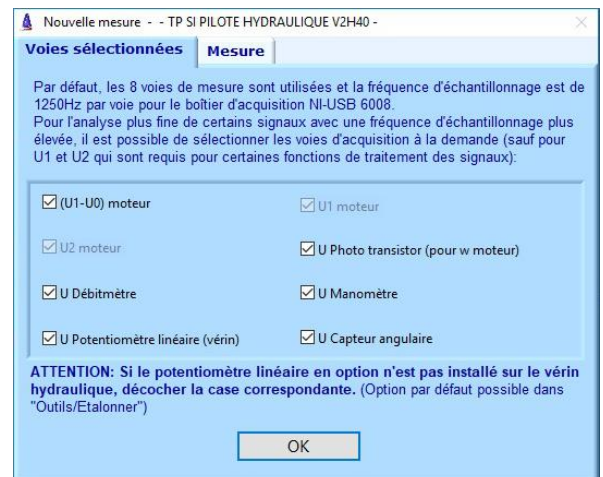 Nouvelle mesure - - TP SI PILOTE HYDRAULIQUE V2H40 -
Voies sélectionnées
Mesure
Par défaut, les 8 voies de mesure sont utilisées et la fréquence d'échantillonnage est de
1250Hz par voie pour le boîtier d'acquisition NI-USB 6008.
Pour l'analyse plus fine de certains signaux avec une fréquence d'échantillonnage plus
élevée, il est possible de sélectionner les voies d'acquisition à la demande (sauf pour
U1 et U2 qui sont requis pour certaines fonctions de traitement des signaux):
(U1-U0) moteur
U1 moteur
U2 moteur
U Photo transistor (pour w moteur)
U Débitmètre
U Manomètre
U Potentiomètre linéaire (vérin)
U Capteur angulaire
ATTENTION: Si le potentiomètre linéaire en option n'est pas installé sur le vérin
hydraulique, décocher la case correspondante. (Option par défaut possible dans
"Outils/Etalonner")
OK